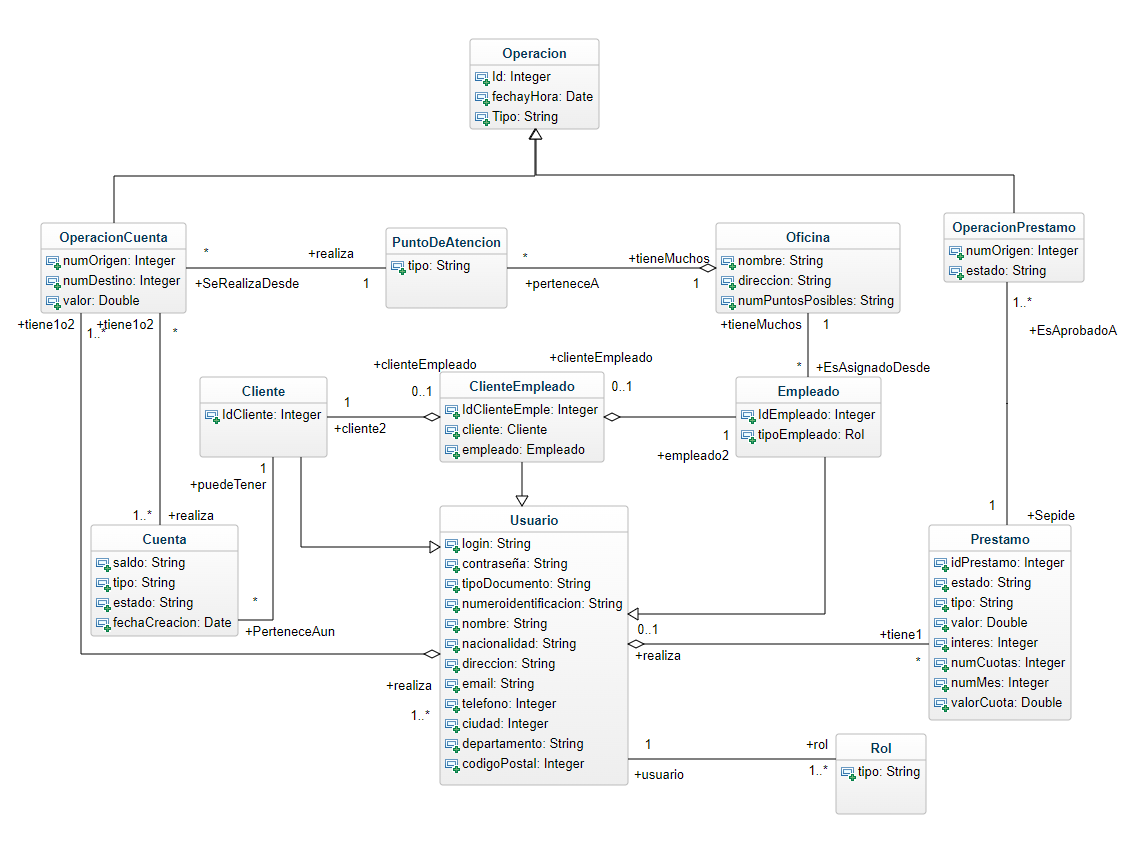 Operacion
Id: Integer
fechayHora: Date
Tipo: String
OperacionCuenta
numOrigen: Integer
numDestino: Integer
valor: Double
*
+realiza
+SeRealizaDesde
1
PuntoDeAtencion
tipo: String
*
+tieneMuchos
+perteneceA
1
Oficina
nombre: String
direccion: String
numPuntosPosibles: String
OperacionPrestamo
numOrigen: Integer
estado: String
+tiene1o2
1..*
+tiene1o2
*
+tieneMuchos
1
1..*
+EsAprobadoA
*
+EsAsignadoDesde
+clienteEmpleado
+clienteEmpleado
0..1
0..1
Cliente
IdCliente: Integer
1
+cliente2
ClienteEmpleado
IdClienteEmple: Integer
cliente: Cliente
empleado: Empleado
1
+empleado2
Empleado
IdEmpleado: Integer
tipoEmpleado: Rol
1
+puedeTener
1..*
+realiza
1
+Sepide
Cuenta
saldo: String
tipo: String
estado: String
fechaCreacion: Date
*
+PerteneceAun
Usuario
login: String
contraseña: String
tipoDocumento: String
numeroidentificacion: String
nombre: String
nacionalidad: String
direccion: String
email: String
telefono: Integer
ciudad: Integer
departamento: String
codigoPostal: Integer
+realiza
1..*
0..1
+realiza
+tiene1
*
Prestamo
idPrestamo: Integer
estado: String
tipo: String
valor: Double
interes: Integer
numCuotas: Integer
numMes: Integer
valorCuota: Double
1
+rol
+usuario
1..*
Rol
tipo: String